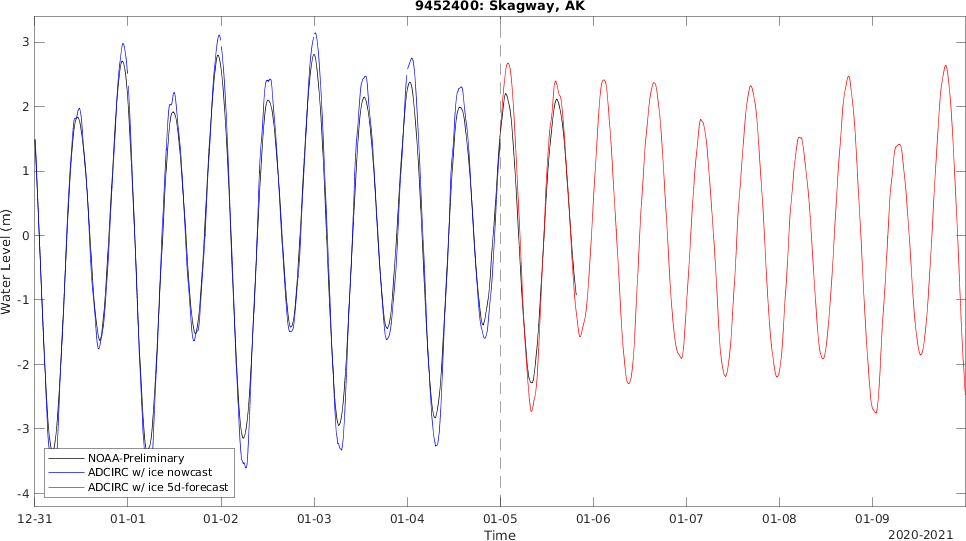 9452400: Skagway, AK
3
2
1
0
-1
-2
-3
-4
Water Level (m)
NOAA-Preliminary
ADCIRC w/ ice nowcast
ADCIRC w/ ice 5d-forecast
12-31 01-01 01-02 01-03 01-04 01-05 01-06 01-07 01-08 01-09
Time
2020-2021